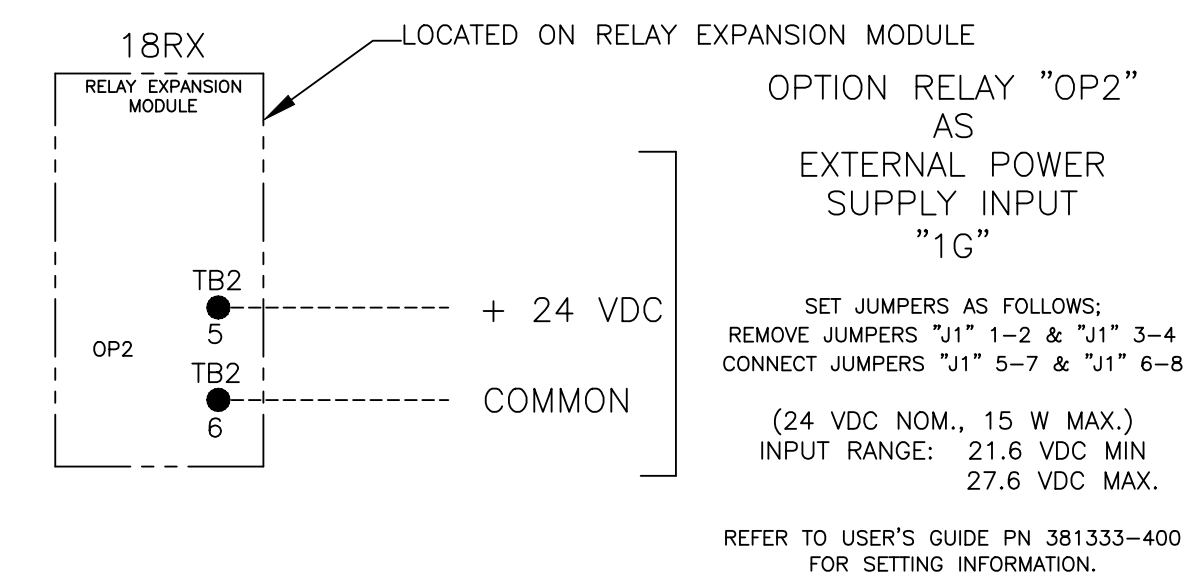 18RX
LOCATED ON RELAY EXPANSION MODULE
RELAY EXPANSION
MODULE
TB2
5
OP2
TB2
6
+ 24 VDC
COMMON
OPTION RELAY "OP2"
AS
EXTERNAL POWER
SUPPLY INPUT
"1G"
SET JUMPERS AS FOLLOWS;
REMOVE JUMPERS "J1" 1-2 & "J1" 3-4
CONNECT JUMPERS "J1" 5-7 & "J1" 6-8
(24 VDC NOM., 15 W MAX.)
INPUT RANGE: 21.6 VDC MIN
27.6 VDC MAX.
REFER TO USER'S GUIDE PN 381333-400
FOR SETTING INFORMATION.